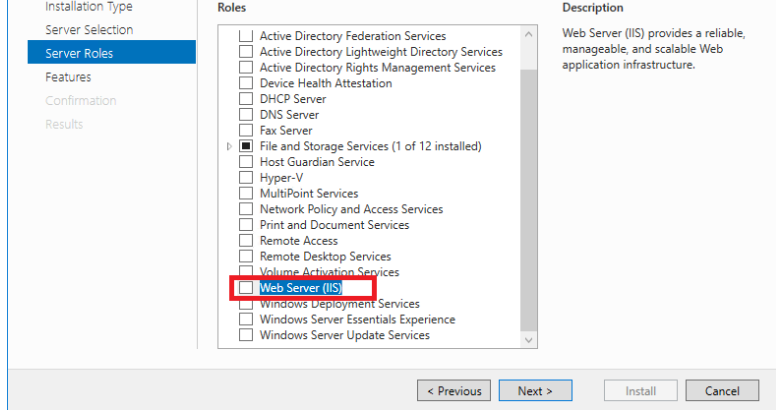 Installation Type
Server Selection
Server Roles
Features
Confirmation
Results
Roles
Active Directory Federation Services
Active Directory Lightweight Directory Services
Active Directory Rights Management Services
Device Health Attestation
DHCP Server
DNS Server
Fax Server
File and Storage Services (1 of 12 installed)
Host Guardian Service
Hyper-V
MultiPoint Services
Network Policy and Access Services
Print and Document Services
Remote Access
Remote Desktop Services
Volume Activation Services
Web Server (IIS)
Windows Deployment Services
Windows Server Essentials Experience
Windows Server Update Services
Description
Web Server (IIS) provides a reliable,
manageable, and scalable Web
application infrastructure.
< Previous
Next >
Install
Cancel